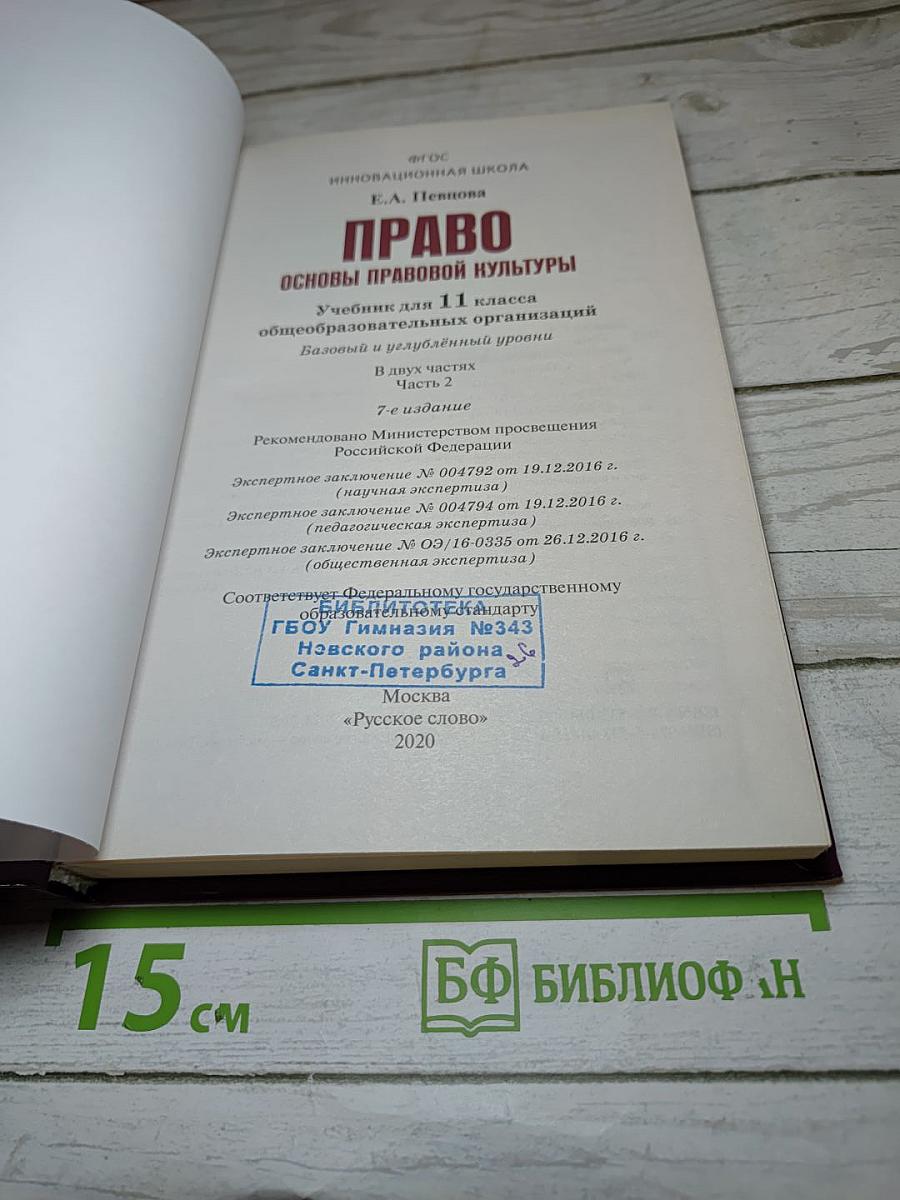 ФГОС
ИННОВАЦИОННАЯ ШКОЛА
Е.А. Певцова
ПРАВО
ОСНОВЫ ПРАВОВОЙ КУЛЬТУРЫ
Учебник для 11 класса
общеобразовательных организаций
Базовый и углублённый уровни
В двух частях
Часть 2
7-е издание
Рекомендовано Министерством просвещения
Российской Федерации
Экспертное заключение № 004792 от 19.12.2016 г.
(научная экспертиза)
Экспертное заключение № 004794 от 19.12.2016 г.
(педагогическая экспертиза)
Экспертное заключение № ОЭ/16-0335 от 26.12.2016 г.
(общественная экспертиза)
Соответствует Федеральному государственному
образовательному стандарту
БИБЛИТОТЕКА
ГБОУ Гимназия №343
Нэвского района
Санкт-Петербурга
26
Москва
«Русское слово»
2020
15 см
БФ БИБЛИОФ АН